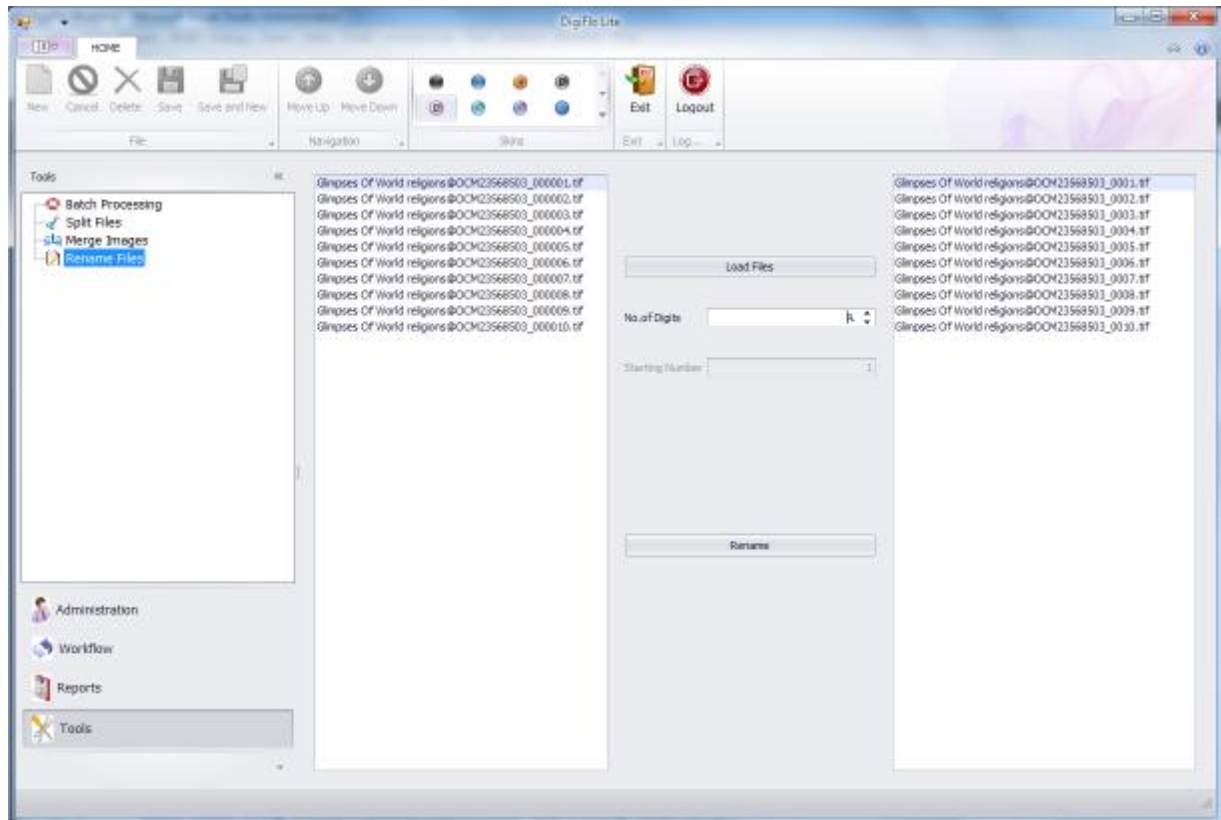 DigiFlo Lite
HOME
New Cancel Delete Save Save and New Move Up Move Down Exit Logout
File Navigation Skins Exit Log...
Tools
Batch Processing
Split Files
Merge Images
Rename Files
Administration
Workflow
Reports
Tools
Glimpses Of World religions@OCM23568503_000001.tif
Glimpses Of World religions@OCM23568503_000002.tif
Glimpses Of World religions@OCM23568503_000003.tif
Glimpses Of World religions@OCM23568503_000004.tif
Glimpses Of World religions@OCM23568503_000005.tif
Glimpses Of World religions@OCM23568503_000006.tif
Glimpses Of World religions@OCM23568503_000007.tif
Glimpses Of World religions@OCM23568503_000008.tif
Glimpses Of World religions@OCM23568503_000009.tif
Glimpses Of World religions@OCM23568503_000010.tif
Load Files
No.of Digits
Starting Number 1
Rename
Glimpses Of World religions@OCM23568503_0001.tif
Glimpses Of World religions@OCM23568503_0002.tif
Glimpses Of World religions@OCM23568503_0003.tif
Glimpses Of World religions@OCM23568503_0004.tif
Glimpses Of World religions@OCM23568503_0005.tif
Glimpses Of World religions@OCM23568503_0006.tif
Glimpses Of World religions@OCM23568503_0007.tif
Glimpses Of World religions@OCM23568503_0008.tif
Glimpses Of World religions@OCM23568503_0009.tif
Glimpses Of World religions@OCM23568503_0010.tif